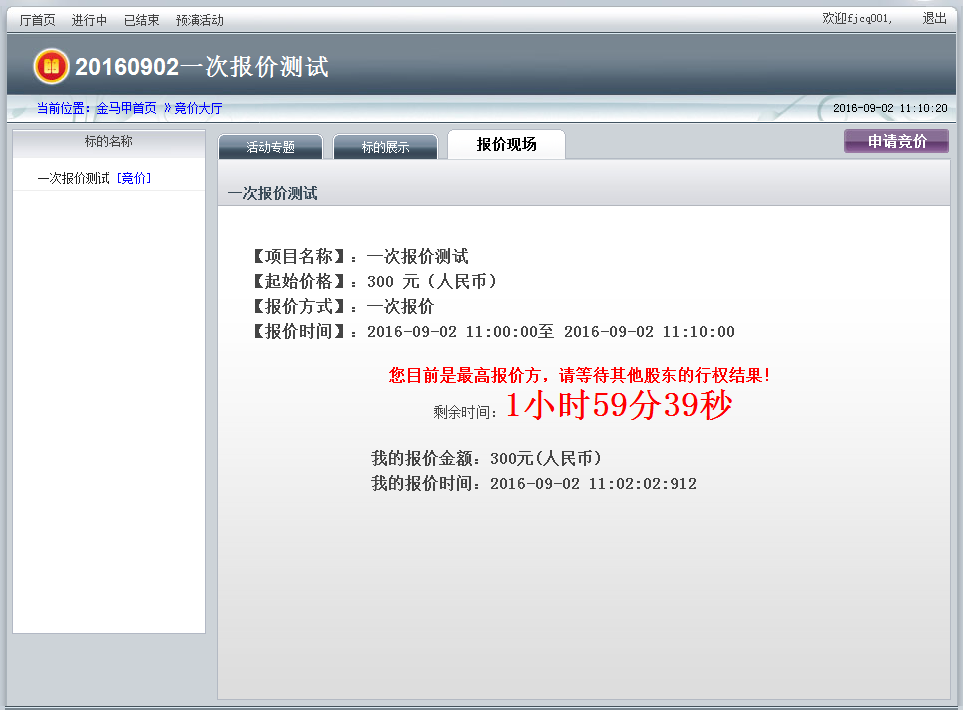 厅首页 进行中 已结束 预演活动 欢迎fjcq001, 退出
20160902一次报价测试
当前位置：金马甲首页 》竞价大厅 2016-09-02 11:10:20
标的名称
一次报价测试 [竞价]
活动专题 标的展示 报价现场 申请竞价
一次报价测试
【项目名称】：一次报价测试
【起始价格】：300 元（人民币）
【报价方式】：一次报价
【报价时间】：2016-09-02 11:00:00至 2016-09-02 11:10:00
您目前是最高报价方，请等待其他股东的行权结果！
剩余时间：1小时59分39秒
我的报价金额：300元(人民币)
我的报价时间：2016-09-02 11:02:02:912